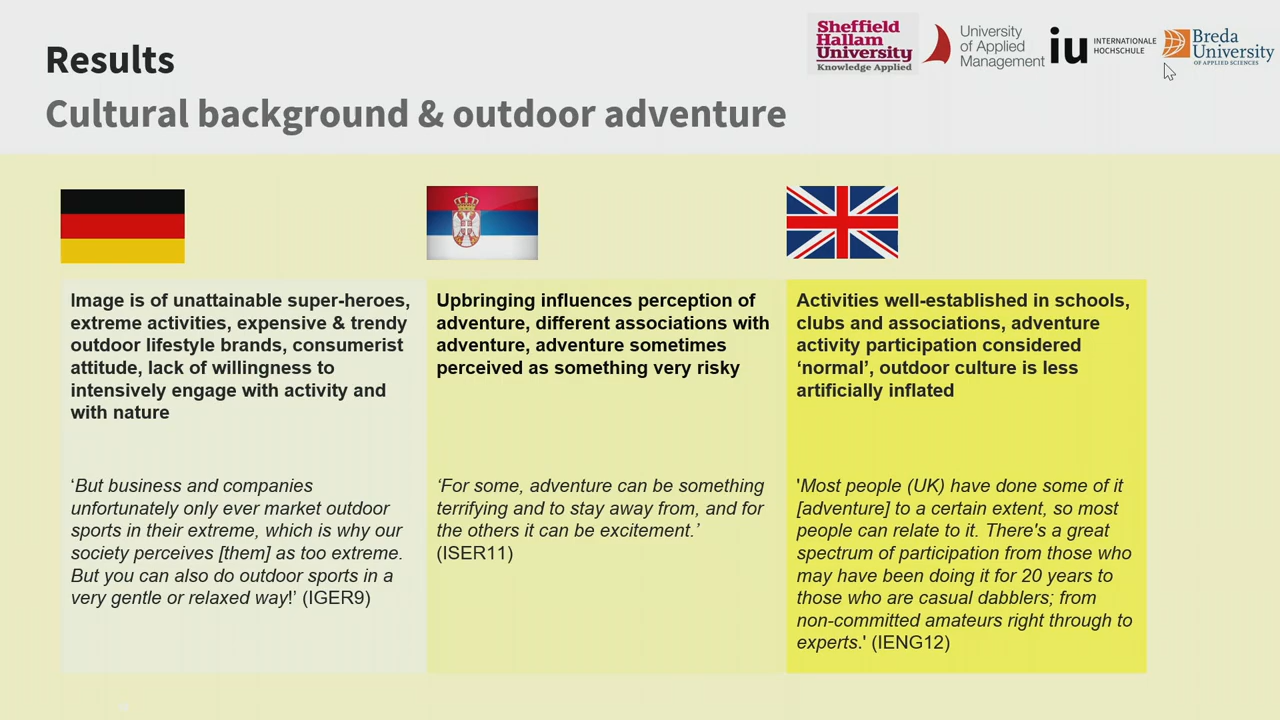 Results
Cultural background & outdoor adventure
Sheffield
Hallam
University
Knowledge Applied
University
of Applied
Management
iu
INTERNATIONALE
HOCHSCHULE
Breda
University
OF APPLIED SCIENCES
Image is of unattainable super-heroes,
extreme activities, expensive & trendy
outdoor lifestyle brands, consumerist
attitude, lack of willingness to
intensively engage with activity and
with nature
‘But business and companies
unfortunately only ever market outdoor
sports in their extreme, which is why our
society perceives [them] as too extreme.
But you can also do outdoor sports in a
very gentle or relaxed way!’ (IGER9)
Upbringing influences perception of
adventure, different associations with
adventure, adventure sometimes
perceived as something very risky
‘For some, adventure can be something
terrifying and to stay away from, and for
the others it can be excitement.’
(ISER11)
Activities well-established in schools,
clubs and associations, adventure
activity participation considered
‘normal’, outdoor culture is less
artificially inflated
'Most people (UK) have done some of it
[adventure] to a certain extent, so most
people can relate to it. There's a great
spectrum of participation from those who
may have been doing it for 20 years to
those who are casual dabblers; from
non-committed amateurs right through to
experts.' (IENG12)